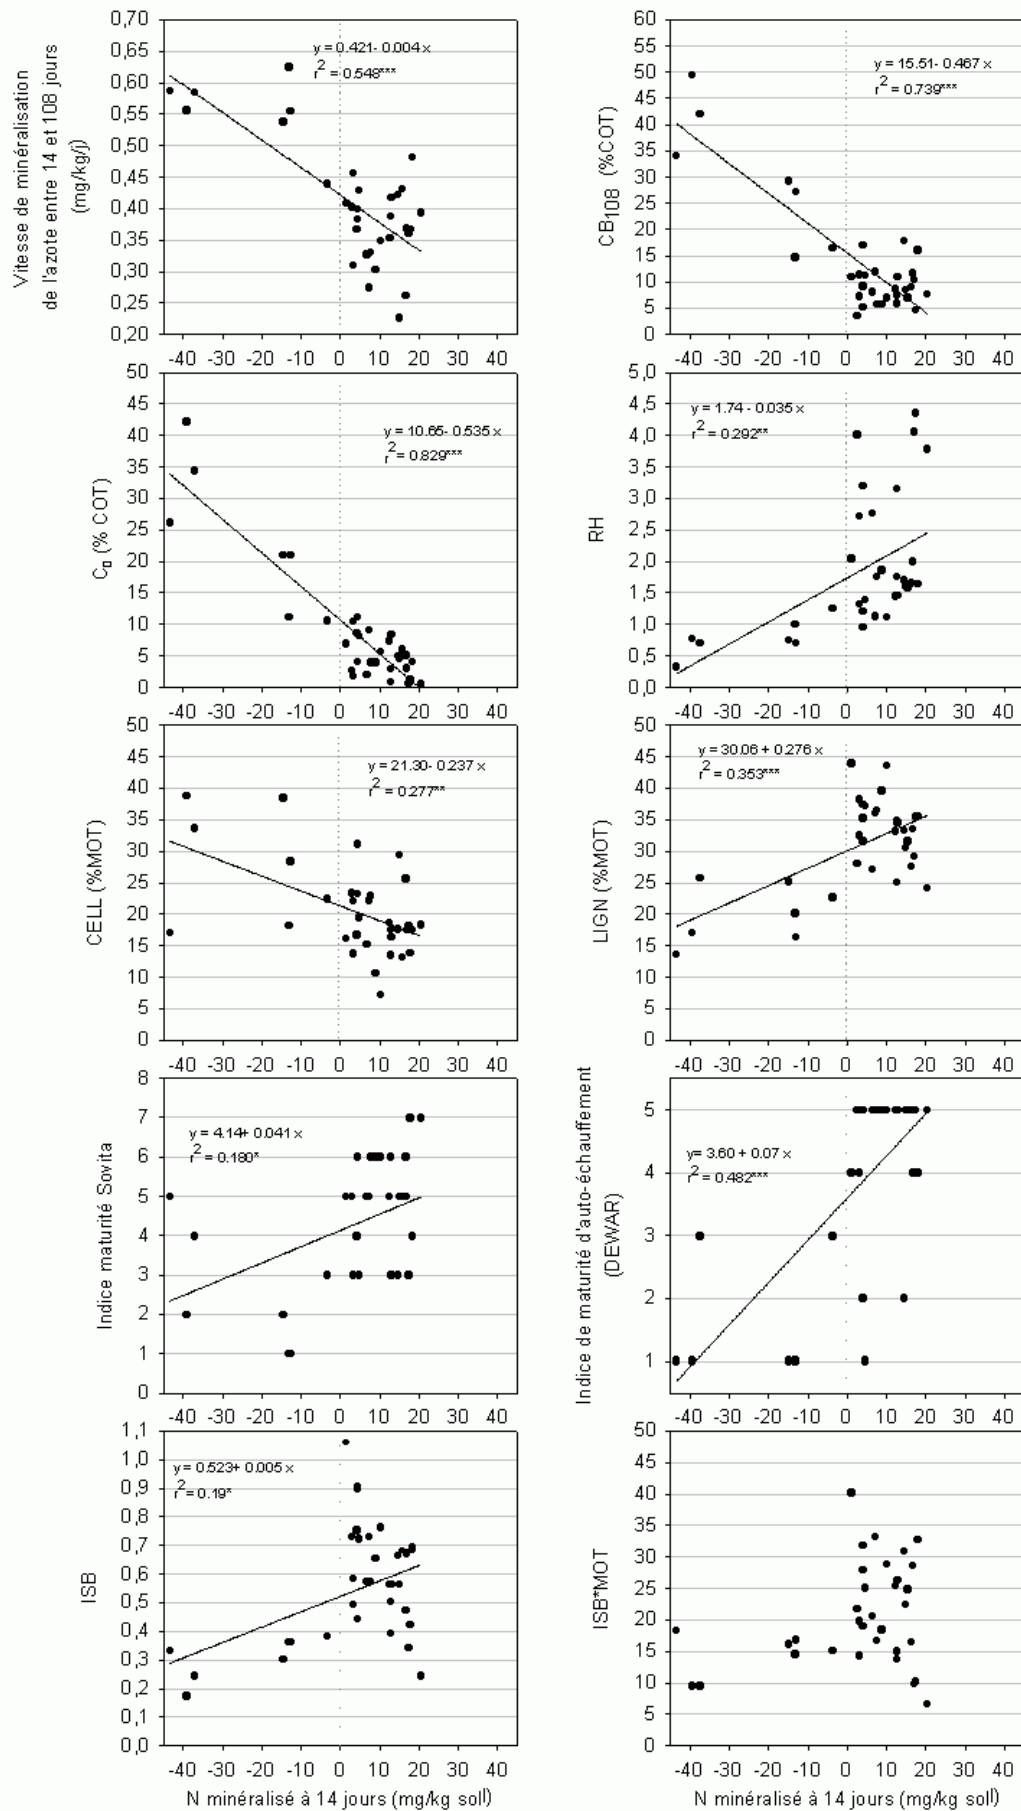 0,70
0,65
0,60
0,55
0,50
0,45
0,40
0,35
0,30
0,25
0,20
Vitesse de minéralisation
de l'azote entre 14 et 108 jours
(mg/kg/j)
y = 0.421- 0.004 x
r2 = 0.548***
-40 -30 -20 -10 0 10 20 30 40
60
55
50
45
40
35
30
25
20
15
10
5
0
CB108 (%COT)
y = 15.51- 0.467 x
r2 = 0.739***
-40 -30 -20 -10 0 10 20 30 40
50
45
40
35
30
25
20
15
10
5
0
C0 (% COT)
y = 10.65- 0.535 x
r2 = 0.829***
-40 -30 -20 -10 0 10 20 30 40
5,0
4,5
4,0
3,5
3,0
2,5
2,0
1,5
1,0
0,5
0,0
RH
y = 1.74 - 0.035 x
r2 = 0.292**
-40 -30 -20 -10 0 10 20 30 40
50
45
40
35
30
25
20
15
10
5
0
CELL (%MOT)
y = 21.30- 0.237 x
r2 = 0.277**
-40 -30 -20 -10 0 10 20 30 40
50
45
40
35
30
25
20
15
10
5
0
LIGN (%MOT)
y = 30.06 + 0.276 x
r2 = 0.353***
-40 -30 -20 -10 0 10 20 30 40
8
7
6
5
4
3
2
1
0
Indice maturité Sovita
y = 4.14+ 0.041 x
r2 = 0.180*
-40 -30 -20 -10 0 10 20 30 40
5
4
3
2
1
Indice de maturité d'auto-échauffement
(DEWAR)
y= 3.60 + 0.07 x
r2 = 0.482***
-40 -30 -20 -10 0 10 20 30 40
1,1
1,0
0,9
0,8
0,7
0,6
0,5
0,4
0,3
0,2
0,1
0,0
ISB
y = 0.523+ 0.005 x
r2 = 0.19*
-40 -30 -20 -10 0 10 20 30 40
N minéralisé à 14 jours (mg/kg sol)
50
45
40
35
30
25
20
15
10
5
0
ISB*MOT
-40 -30 -20 -10 0 10 20 30 40
N minéralisé à 14 jours (mg/kg sol)